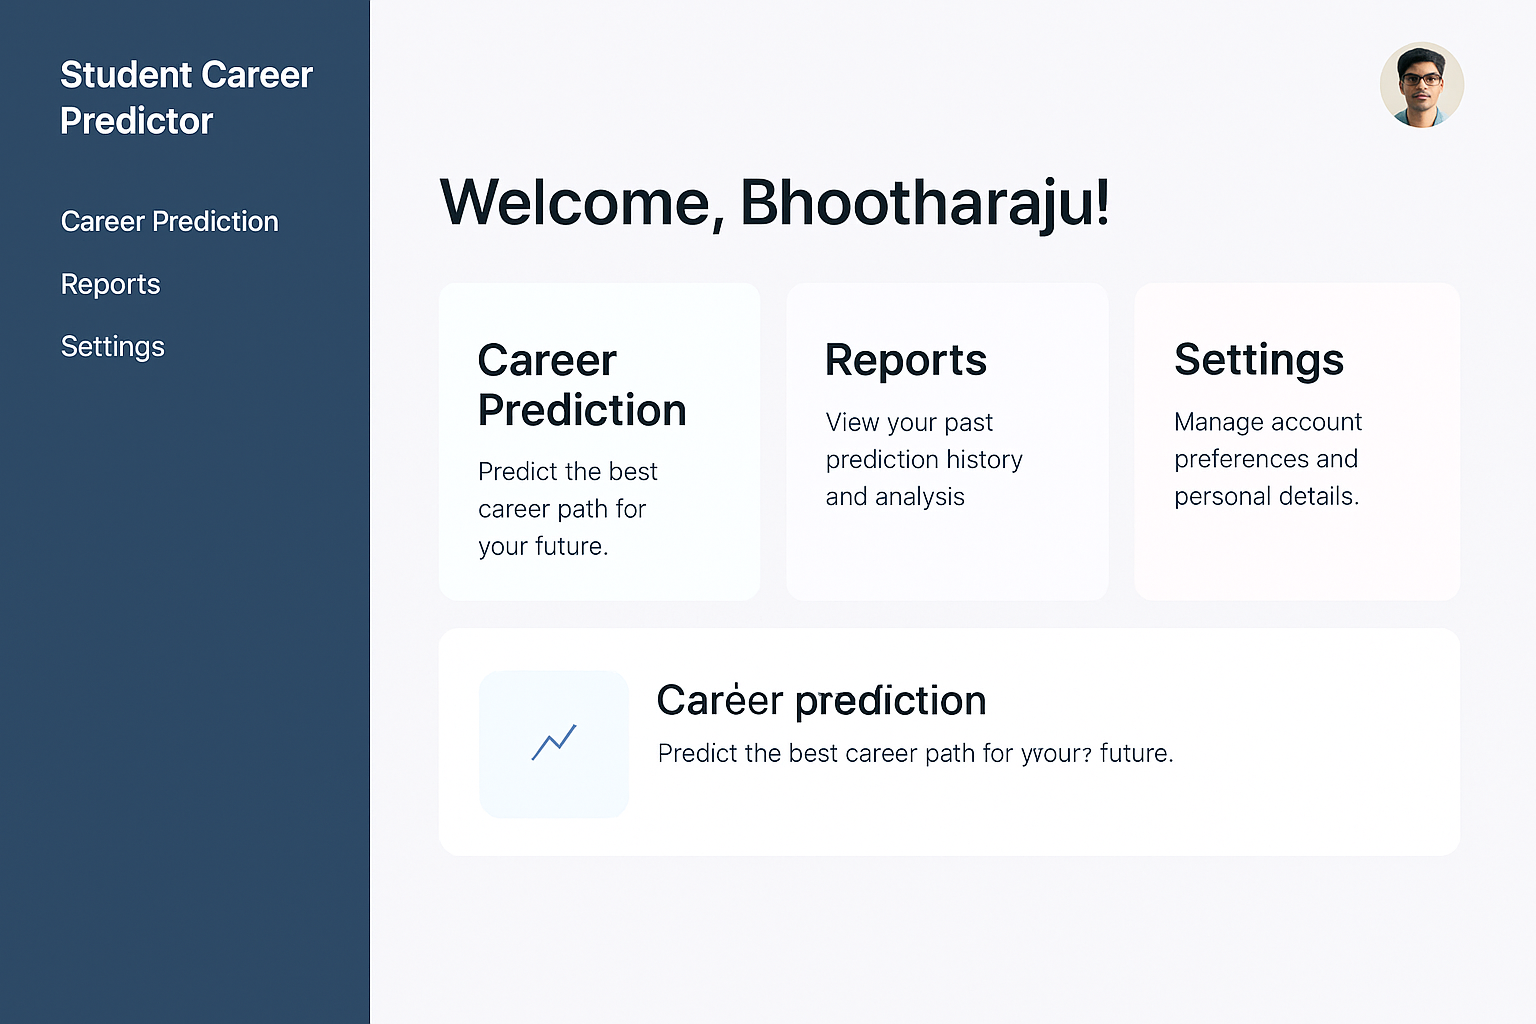 Student Career
Predictor
Career Prediction
Reports
Settings
Welcome, Bhootharaju!
Career
Prediction
Predict the best
career path for
your future.
Reports
View your past
prediction history
and analysis
Settings
Manage account
preferences and
personal details.
Career prediction
Predict the best career path for yvour? future.